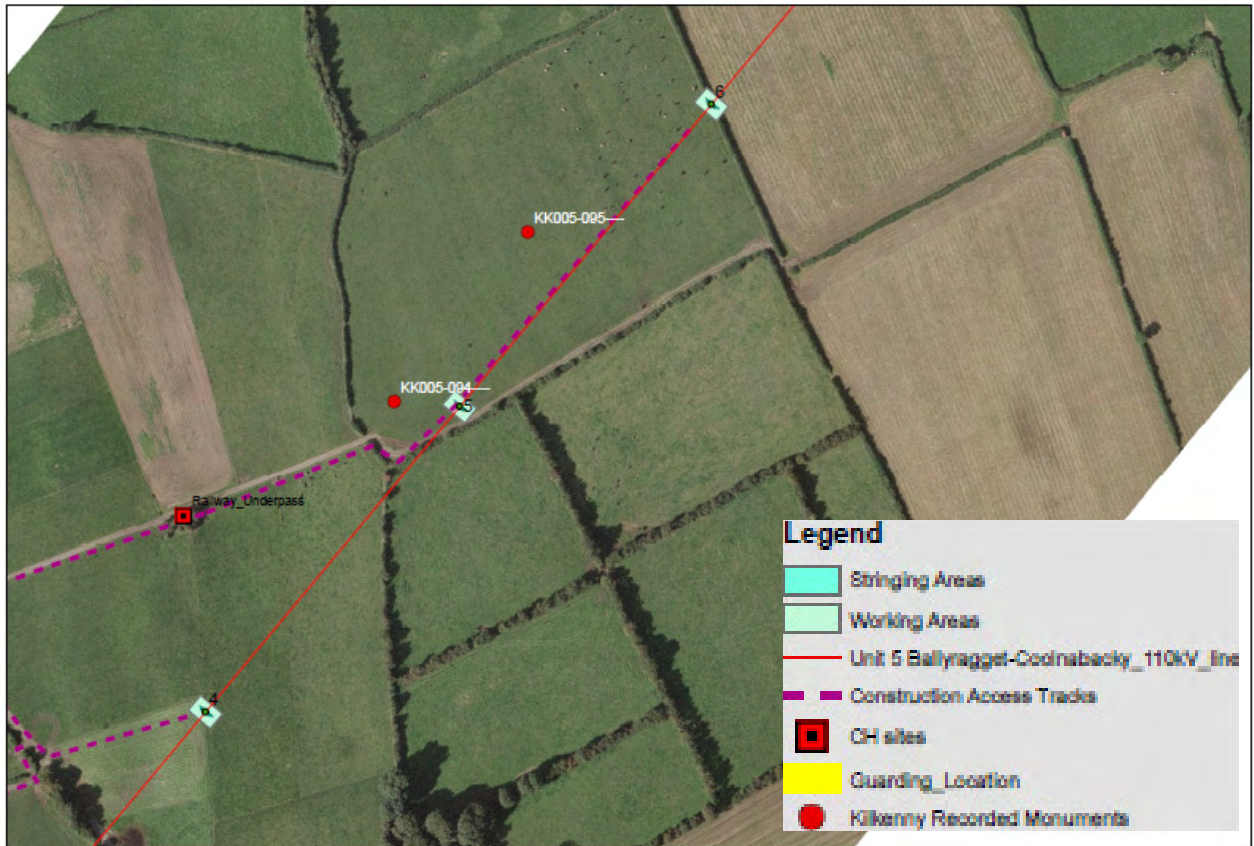 6
KK005-095—
KK005-094—
5
Railway_Underpass
4
Legend
Stringing Areas
Working Areas
Unit 5 Ballyragget-Coolnabacky_110kV_line
Construction Access Tracks
CH sites
Guarding_Location
Kilkenny Recorded Monuments